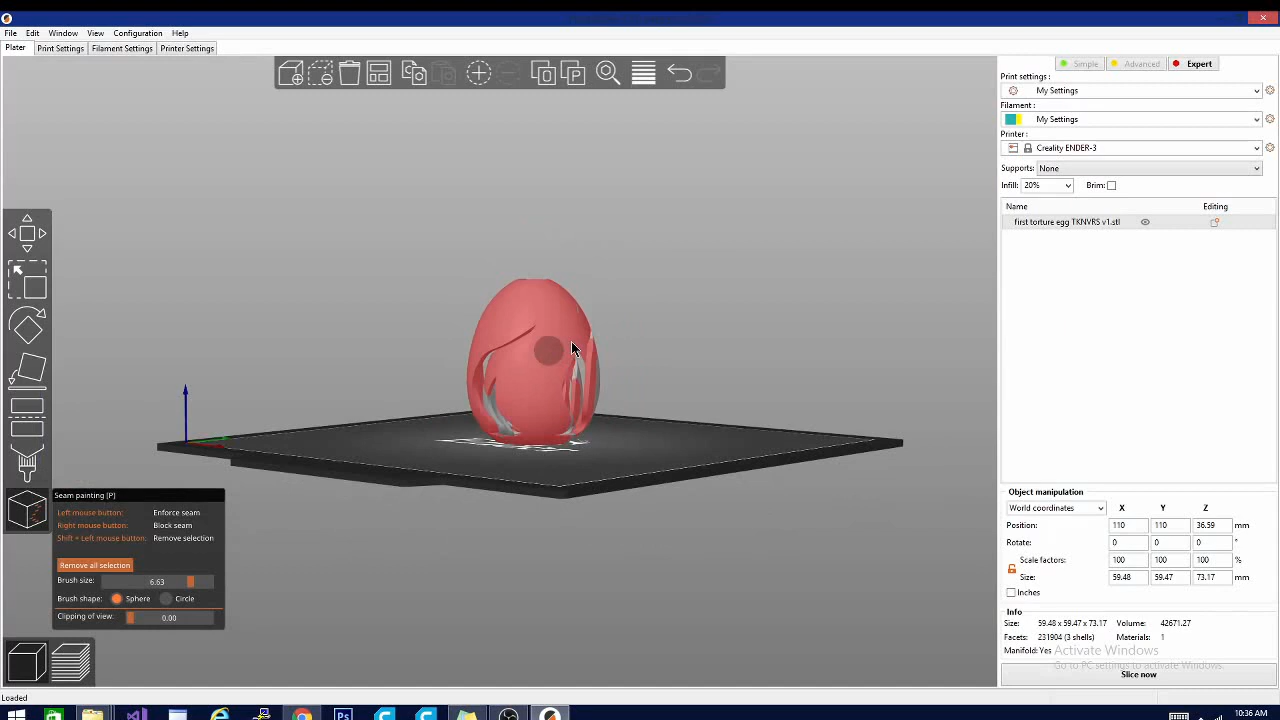 File Edit Window View Configuration Help
Plater Print Settings Filament Settings Printer Settings
Simple Advanced Expert
Print settings:
My Settings
Filament :
My Settings
Printer:
Creality ENDER-3
Supports: None
Infill: 20% Brim:
Name Editing
first torture egg TKNVRS v1.stl
Seam painting [P]
Left mouse button: Enforce seam
Right mouse button: Block seam
Shift + Left mouse button: Remove selection
Remove all selection
Brush size: 6.63
Brush shape: Sphere Circle
Clipping of view: 0.00
Object manipulation
World coordinates X Y Z
Position: 110 110 36.59 mm
Rotate: 0 0 0 °
Scale factors: 100 100 100 %
Size: 59.48 59.47 73.17 mm
Inches
Info
Size: 59.48 x 59.47 x 73.17 Volume: 42671.27
Facets: 231904 (3 shells) Materials: 1
Manifold: Yes
Activate Windows
Go to PC settings to activate Windows.
Slice now
Loaded
Ps
10:36 AM